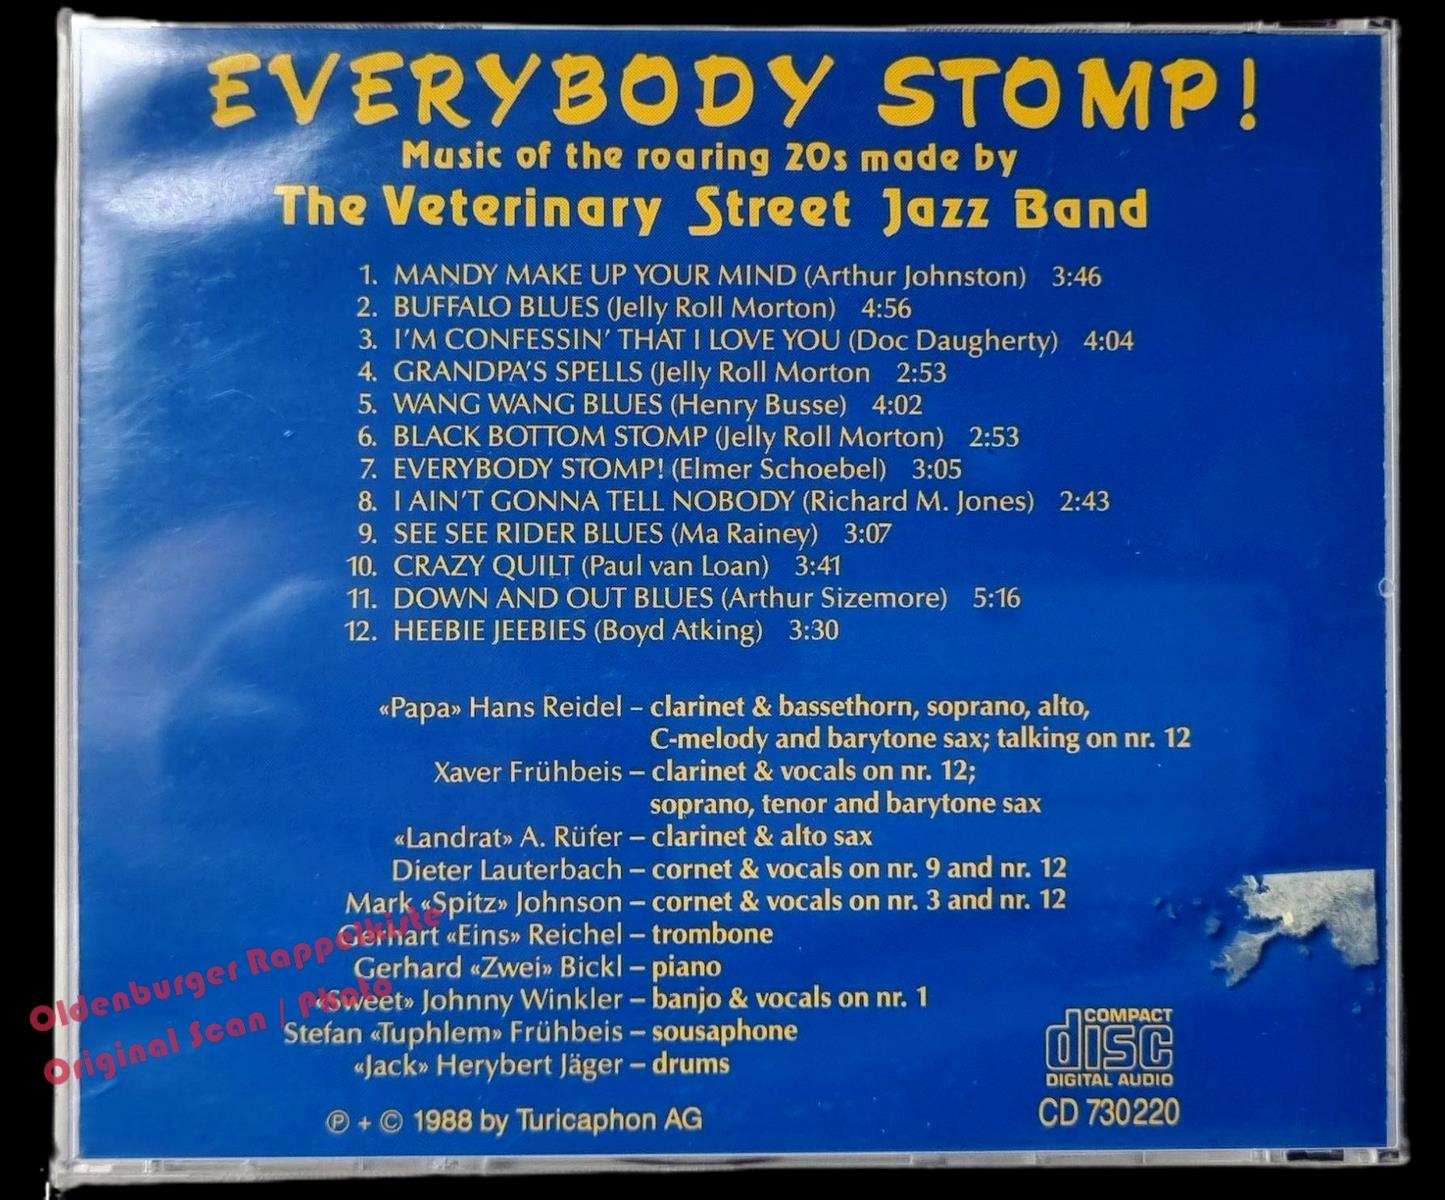 EVERYBODY STOMP!
Music of the roaring 20s made by
The Veterinary Street Jazz Band
1. MANDY MAKE UP YOUR MIND (Arthur Johnston) 3:46
2. BUFFALO BLUES (Jelly Roll Morton) 4:56
3. I'M CONFESSIN' THAT I LOVE YOU (Doc Daugherty) 4:04
4. GRANDPA'S SPELLS (Jelly Roll Morton 2:53
5. WANG WANG BLUES (Henry Busse) 4:02
6. BLACK BOTTOM STOMP (Jelly Roll Morton) 2:53
7. EVERYBODY STOMP! (Elmer Schoebel) 3:05
8. I AIN'T GONNA TELL NOBODY (Richard M. Jones) 2:43
9. SEE SEE RIDER BLUES (Ma Rainey) 3:07
10. CRAZY QUILT (Paul van Loan) 3:41
11. DOWN AND OUT BLUES (Arthur Sizemore) 5:16
12. HEEBIE JEEBIES (Boyd Atking) 3:30
«Papa» Hans Reidel – clarinet & bassethorn, soprano, alto,
C-melody and barytone sax; talking on nr. 12
Xaver Frühbeis – clarinet & vocals on nr. 12;
soprano, tenor and barytone sax
«Landrat» A. Rüfer – clarinet & alto sax
Dieter Lauterbach – cornet & vocals on nr. 9 and nr. 12
Mark «Spitz» Johnson – cornet & vocals on nr. 3 and nr. 12
Gerhart «Eins» Reichel – trombone
Gerhard «Zwei» Bickl – piano
«Sweet» Johnny Winkler – banjo & vocals on nr. 1
Stefan «Tuphlem» Frühbeis – sousaphone
«Jack» Herybert Jäger – drums
℗ + © 1988 by Turicaphon AG
COMPACT
disc
DIGITAL AUDIO
CD 730220
Oldenburger Rappelkiste
Original Scan / Photo